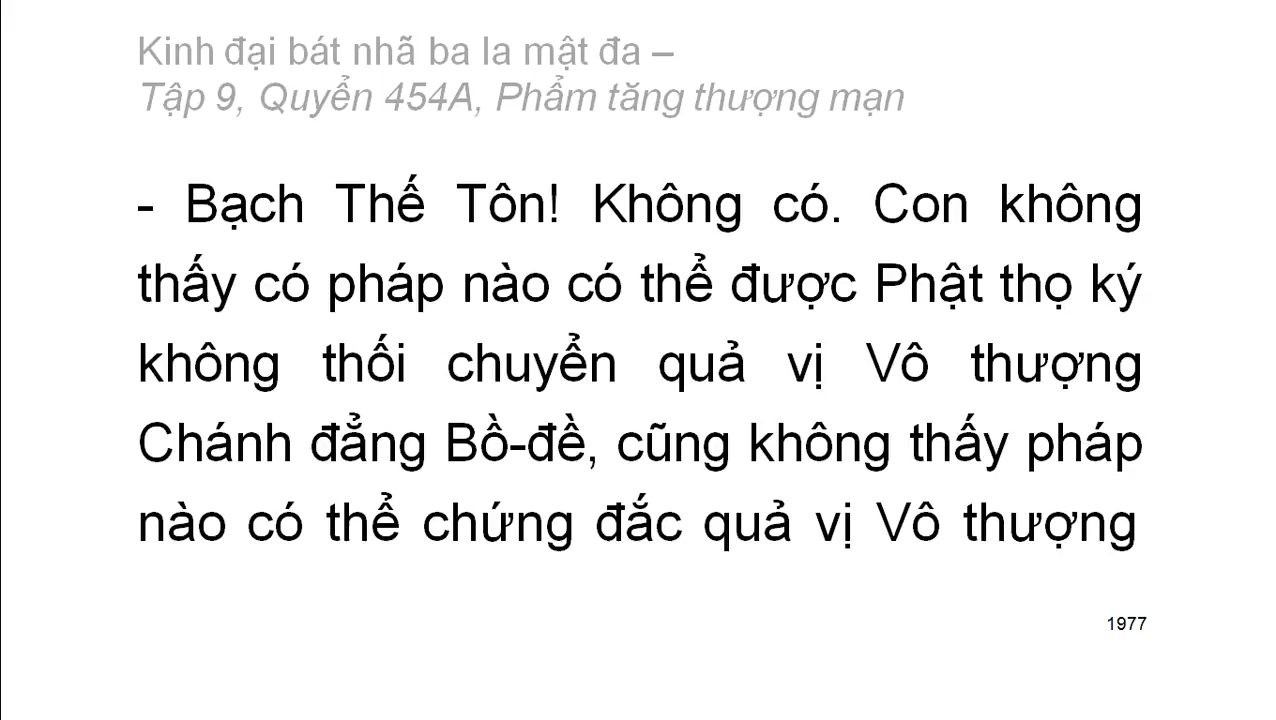 Kinh đại bát nhã ba la mật đa –
Tập 9, Quyển 454A, Phẩm tăng thượng mạn
- Bạch Thế Tôn! Không có. Con không
thấy có pháp nào có thể được Phật thọ ký
không thối chuyển quả vị Vô thượng
Chánh đẳng Bồ-đề, cũng không thấy pháp
nào có thể chứng đắc quả vị Vô thượng
1977